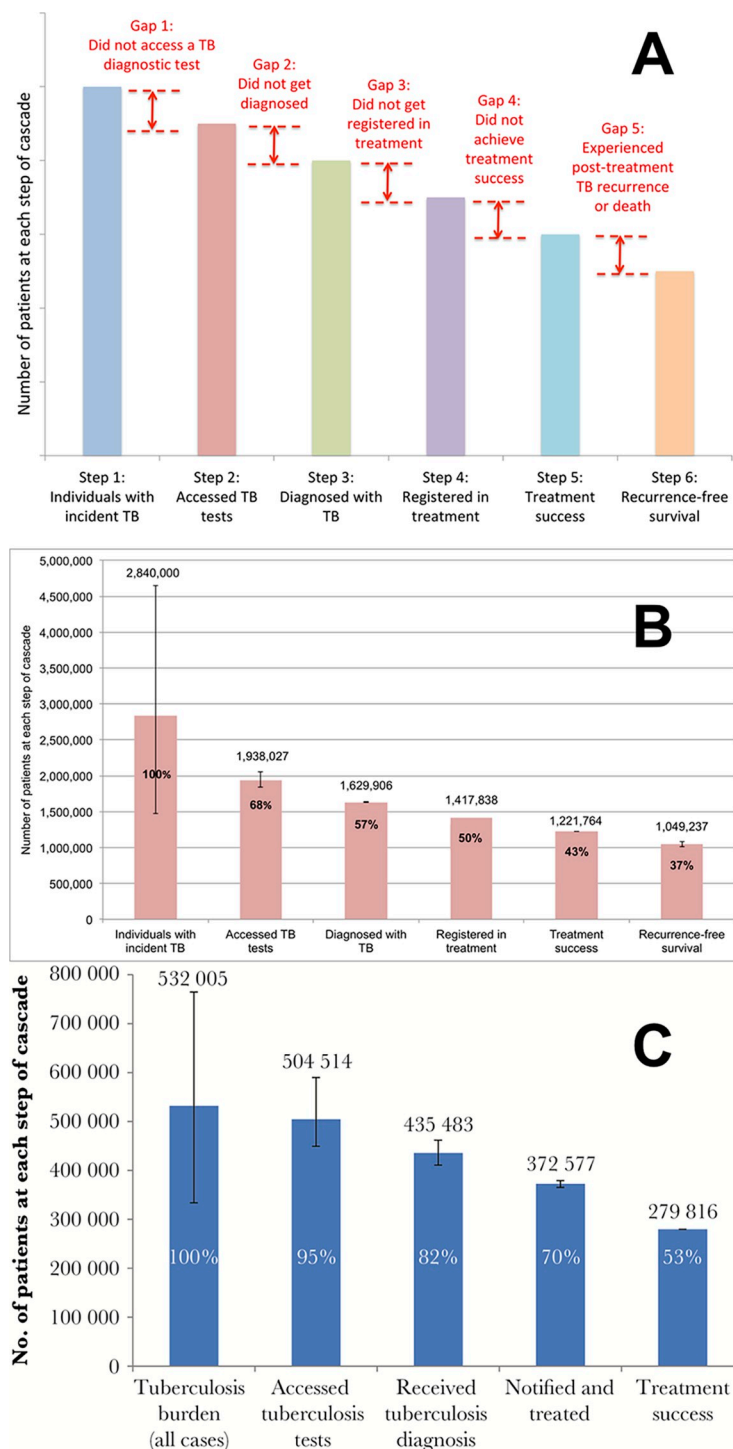 A
Number of patients at each step of cascade
Gap 1:
Did not access a TB
diagnostic test
Gap 2:
Did not get
diagnosed
Gap 3:
Did not get
registered in
treatment
Gap 4:
Did not
achieve
treatment
success
Gap 5:
Experienced
post-treatment
TB recurrence
or death
Step 1:
Individuals with
incident TB
Step 2:
Accessed TB
tests
Step 3:
Diagnosed with
TB
Step 4:
Registered in
treatment
Step 5:
Treatment
success
Step 6:
Recurrence-free
survival
B
Number of patients at each step of cascade
5,000,000
4,500,000
4,000,000
3,500,000
3,000,000
2,500,000
2,000,000
1,500,000
1,000,000
500,000
0
2,840,000
1,938,027
1,629,906
1,417,838
1,221,764
1,049,237
100%
68%
57%
50%
43%
37%
Individuals with
incident TB
Accessed TB
tests
Diagnosed with
TB
Registered in
treatment
Treatment
success
Recurrence-free
survival
C
No. of patients at each step of cascade
800 000
700 000
600 000
500 000
400 000
300 000
200 000
100 000
0
532 005
504 514
435 483
372 577
279 816
100%
95%
82%
70%
53%
Tuberculosis
burden
(all cases)
Accessed
tuberculosis
tests
Received
tuberculosis
diagnosis
Notified and
treated
Treatment
success